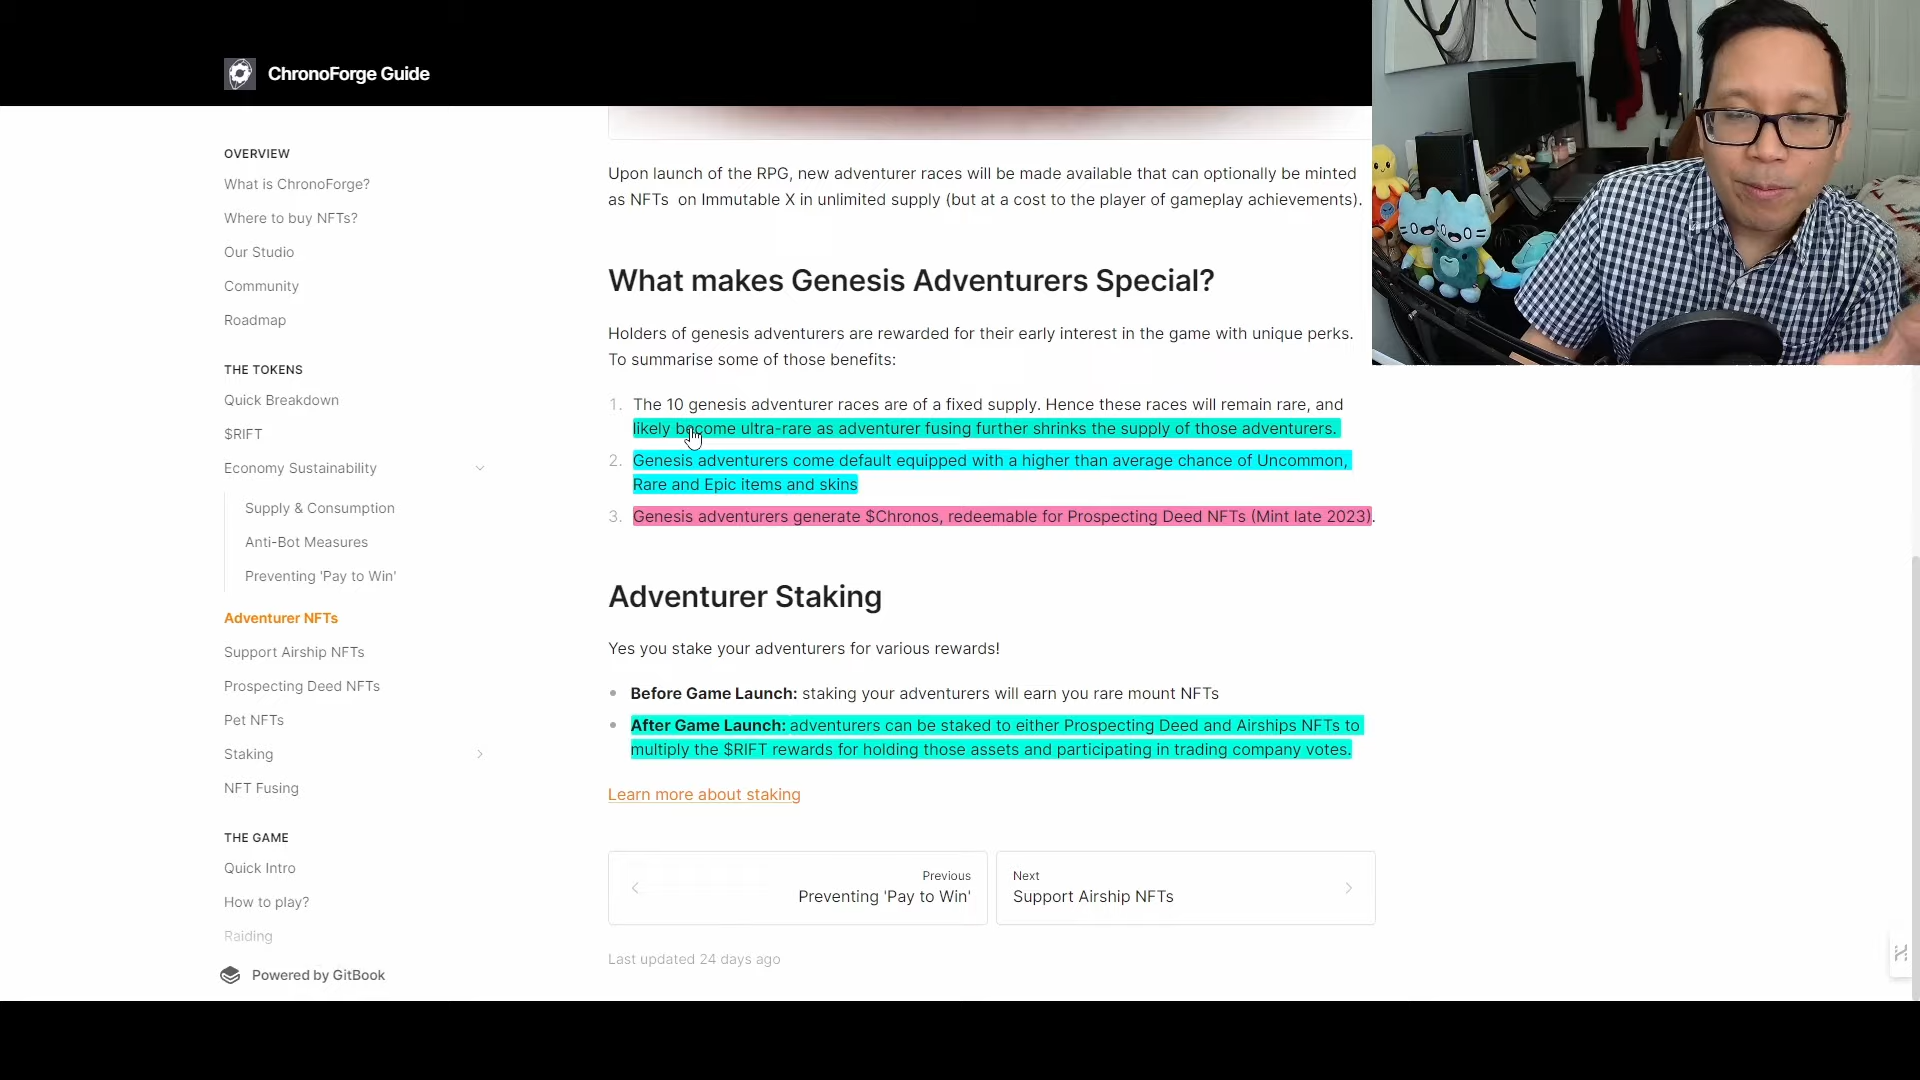 ChronoForge Guide
OVERVIEW
What is ChronoForge?
Where to buy NFTs?
Our Studio
Community
Roadmap
THE TOKENS
Quick Breakdown
$RIFT
Economy Sustainability
Supply & Consumption
Anti-Bot Measures
Preventing 'Pay to Win'
Adventurer NFTs
Support Airship NFTs
Prospecting Deed NFTs
Pet NFTs
Staking
NFT Fusing
THE GAME
Quick Intro
How to play?
Raiding
Powered by GitBook
Upon launch of the RPG, new adventurer races will be made available that can optionally be minted
as NFTs on Immutable X in unlimited supply (but at a cost to the player of gameplay achievements).
What makes Genesis Adventurers Special?
Holders of genesis adventurers are rewarded for their early interest in the game with unique perks.
To summarise some of those benefits:
1. The 10 genesis adventurer races are of a fixed supply. Hence these races will remain rare, and
likely become ultra-rare as adventurer fusing further shrinks the supply of those adventurers.
2. Genesis adventurers come default equipped with a higher than average chance of Uncommon,
Rare and Epic items and skins
3. Genesis adventurers generate $Chronos, redeemable for Prospecting Deed NFTs (Mint late 2023).
Adventurer Staking
Yes you stake your adventurers for various rewards!
• Before Game Launch: staking your adventurers will earn you rare mount NFTs
• After Game Launch: adventurers can be staked to either Prospecting Deed and Airships NFTs to
multiply the $RIFT rewards for holding those assets and participating in trading company votes.
Learn more about staking
Previous
Preventing 'Pay to Win'
Next
Support Airship NFTs
Last updated 24 days ago